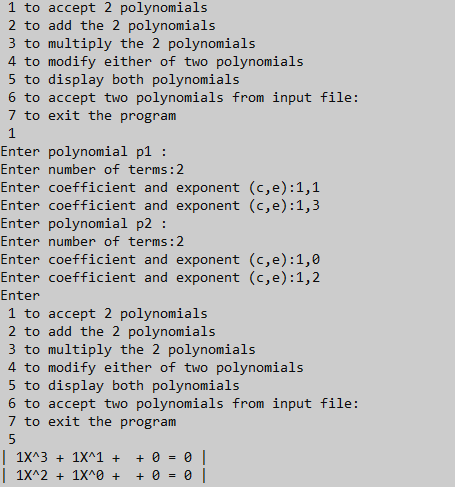 1 to accept 2 polynomials
2 to add the 2 polynomials
3 to multiply the 2 polynomials
4 to modify either of two polynomials
5 to display both polynomials
6 to accept two polynomials from input file:
7 to exit the program
1
Enter polynomial p1 :
Enter number of terms:2
Enter coefficient and exponent (c,e):1,1
Enter coefficient and exponent (c,e):1,3
Enter polynomial p2 :
Enter number of terms:2
Enter coefficient and exponent (c,e):1,0
Enter coefficient and exponent (c,e):1,2
Enter
1 to accept 2 polynomials
2 to add the 2 polynomials
3 to multiply the 2 polynomials
4 to modify either of two polynomials
5 to display both polynomials
6 to accept two polynomials from input file:
7 to exit the program
5
| 1X^3 + 1X^1 +  + 0 = 0 |
| 1X^2 + 1X^0 +  + 0 = 0 |